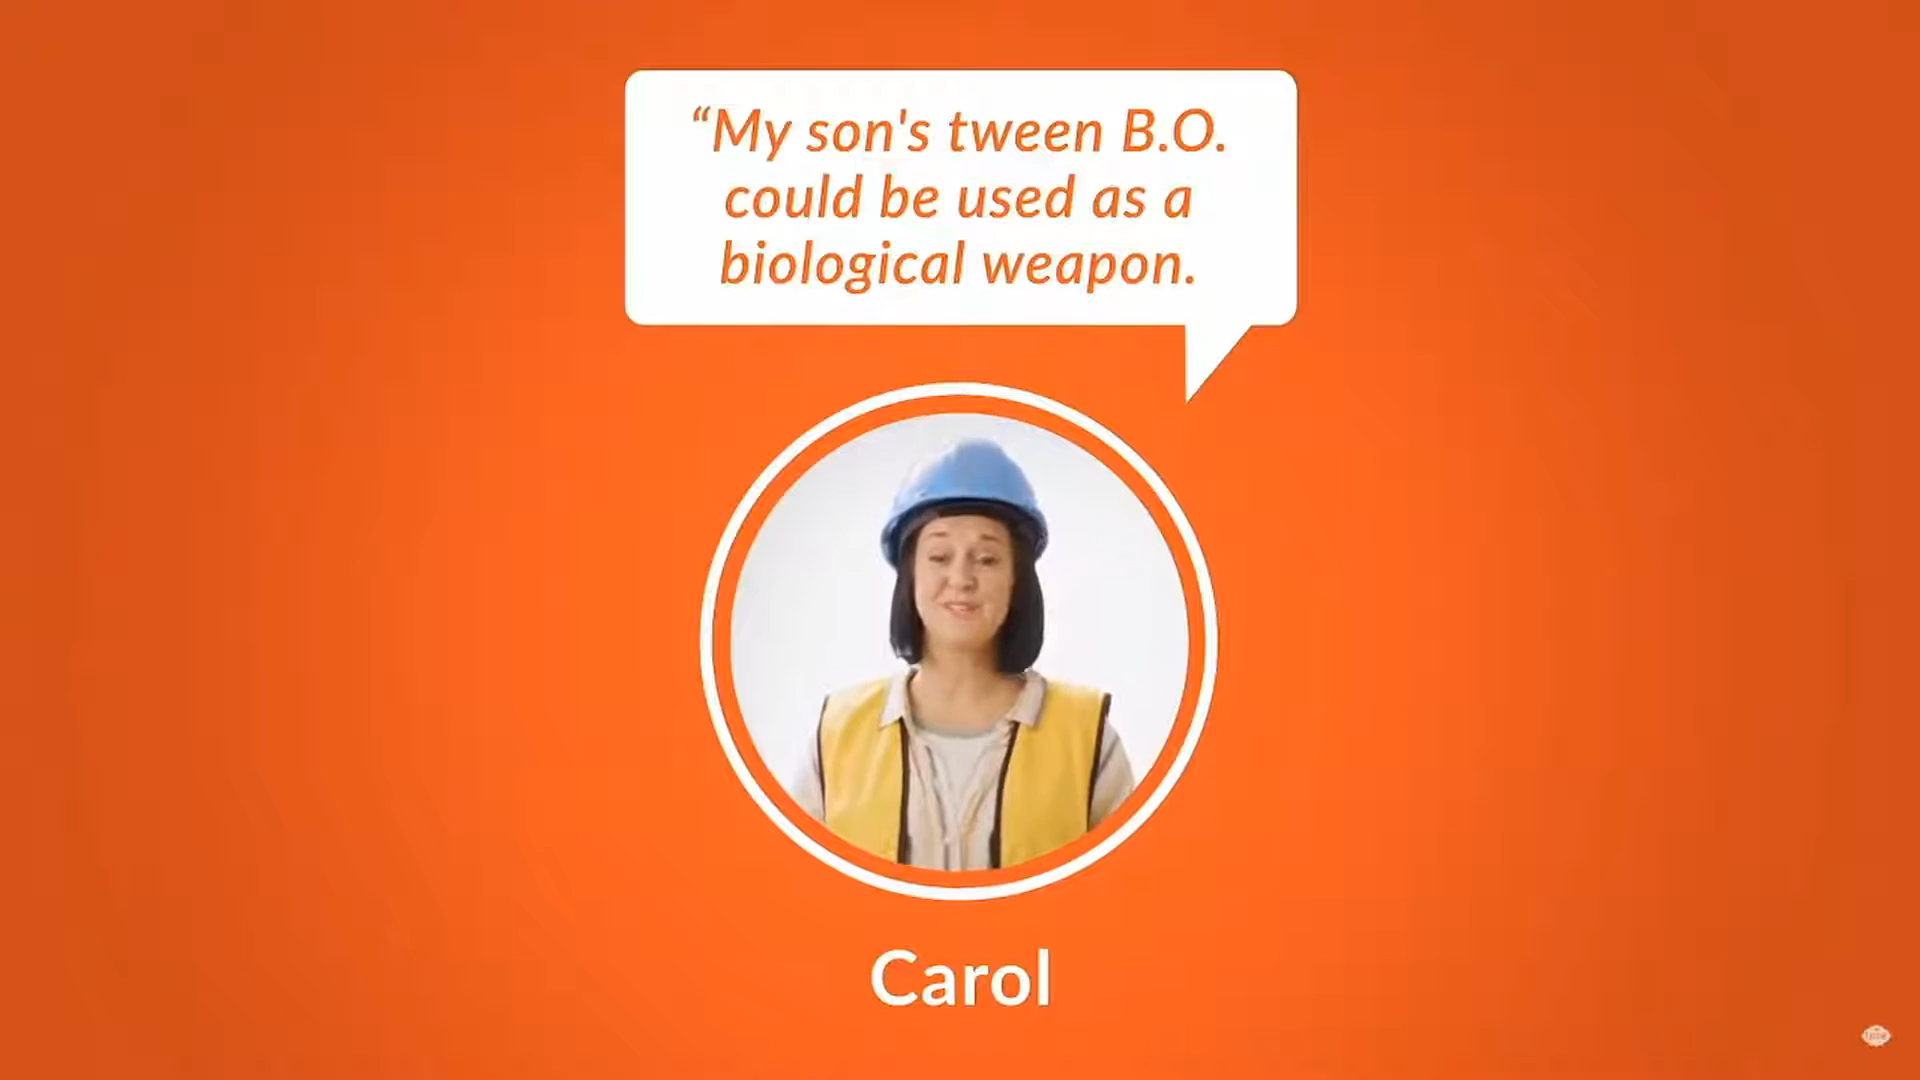 “My son's tween B.O.
could be used as a
biological weapon.
Carol